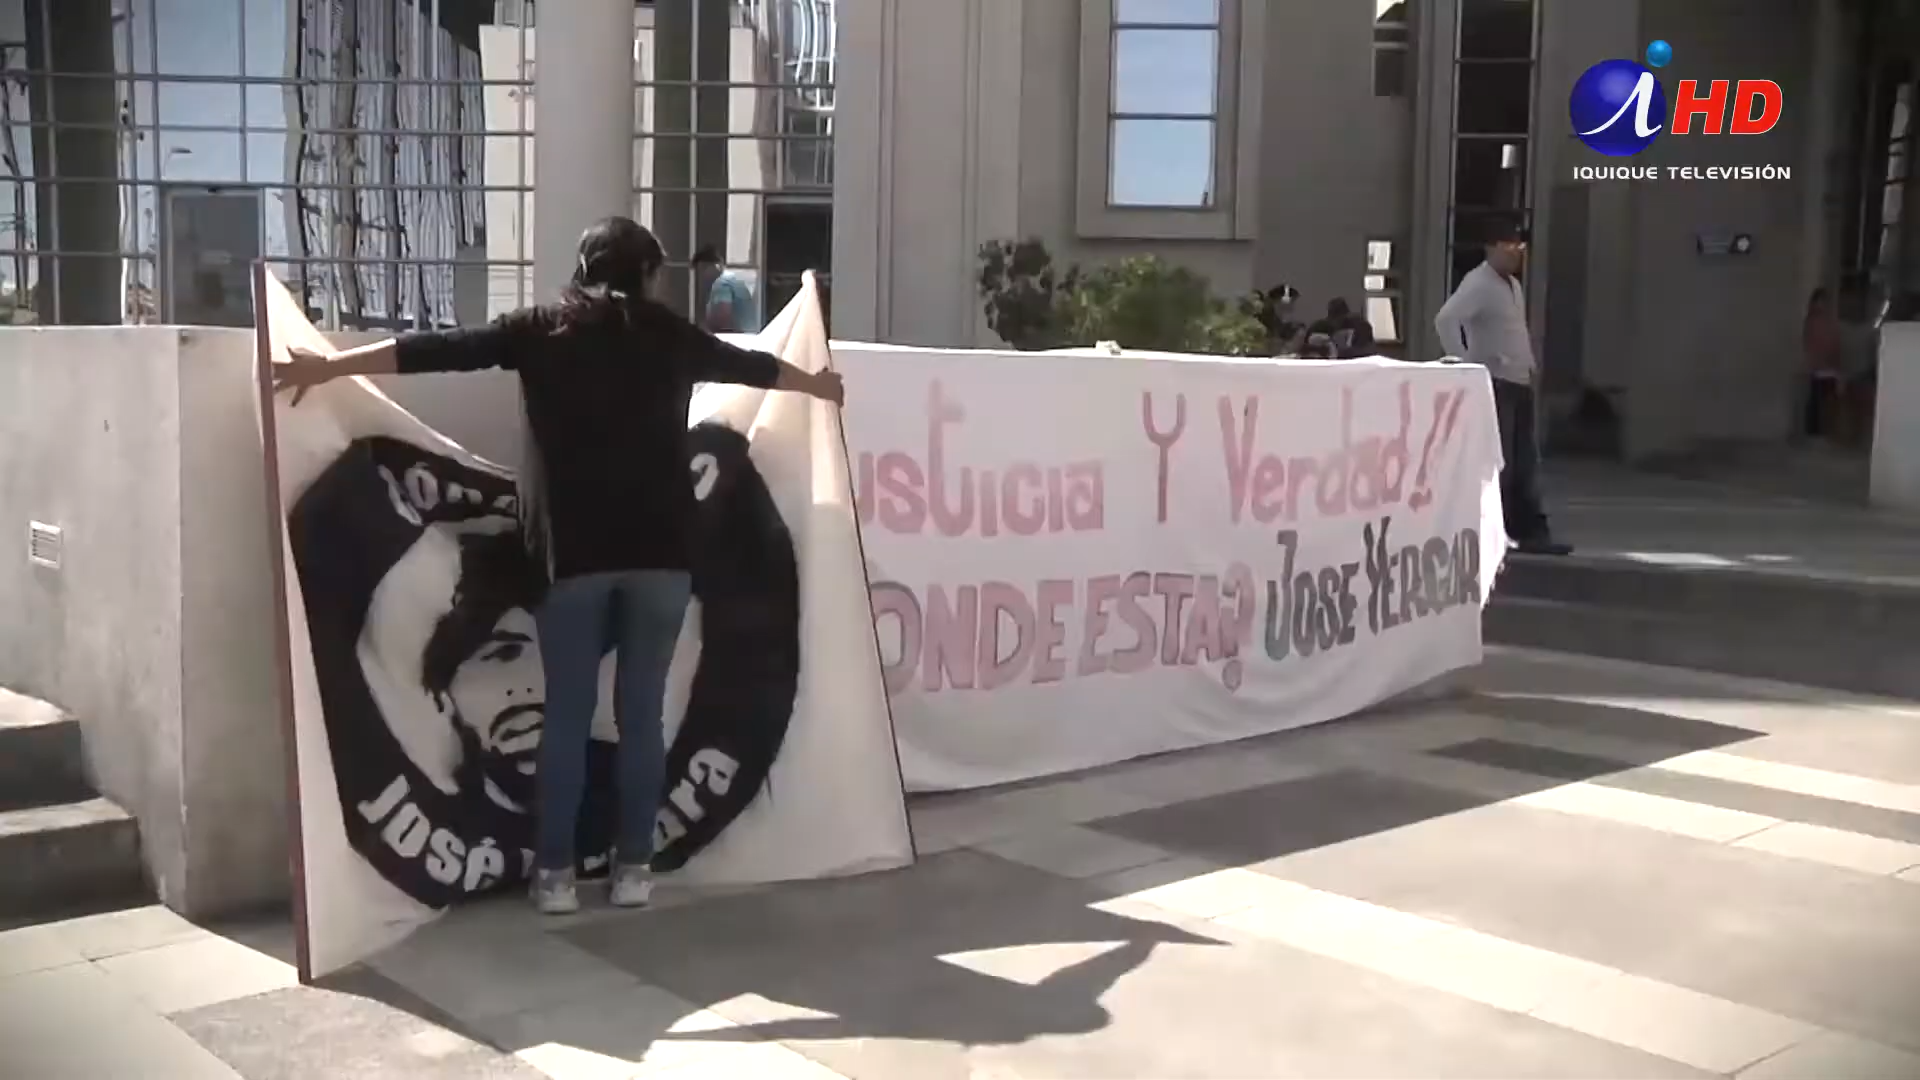 HD
IQUIQUE TELEVISIÓN
usticia Y Verdad!!
ONDE ESTA? JOSE VERGAR
JOSÉ